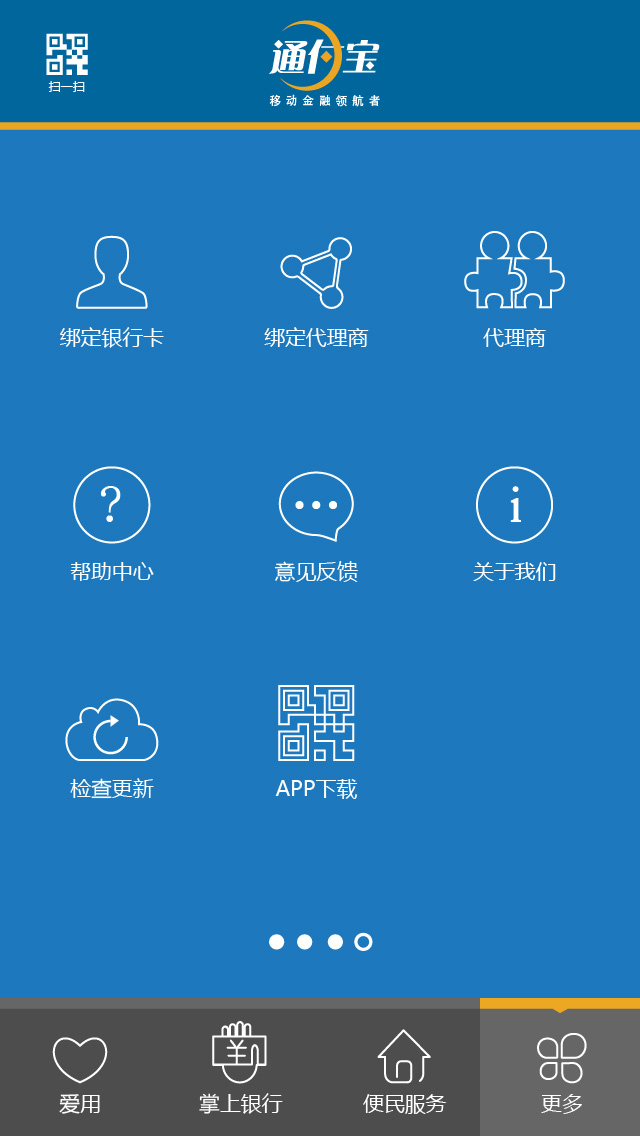 通付宝
移动金融领航者
扫一扫
绑定银行卡
绑定代理商
代理商
?
帮助中心
意见反馈
i
关于我们
检查更新
APP下载
爱用
掌上银行
便民服务
更多